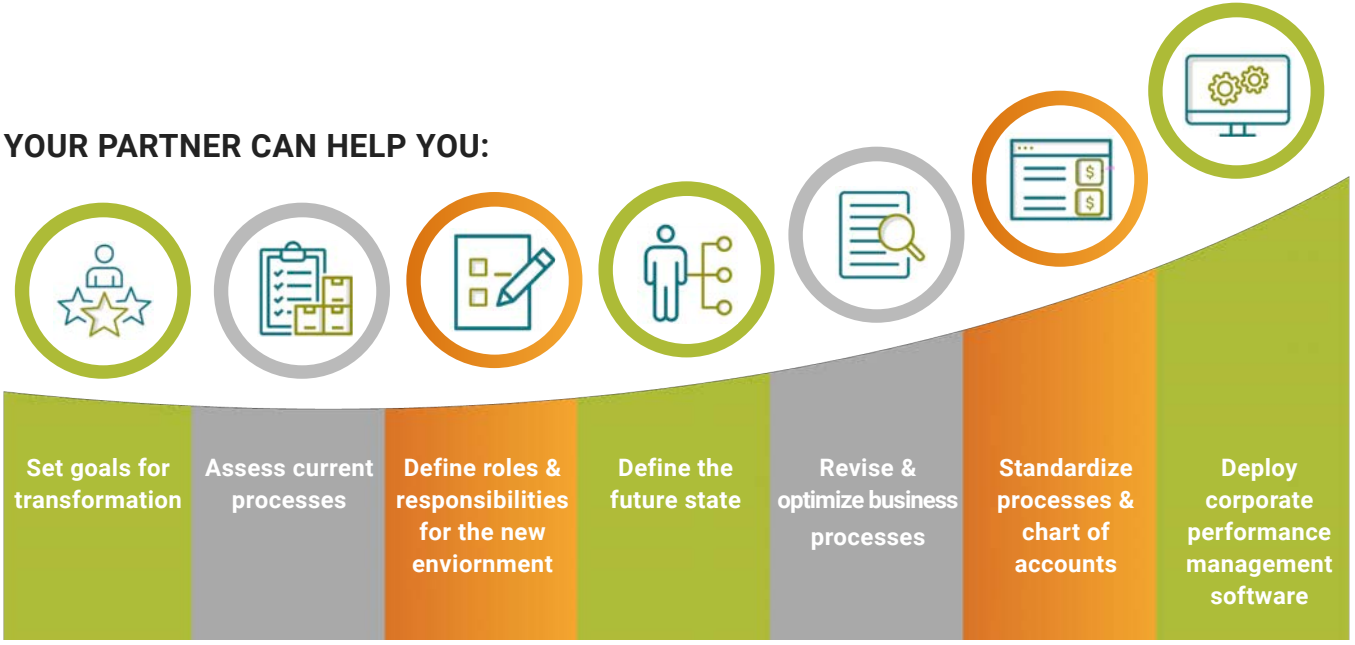 YOUR PARTNER CAN HELP YOU:
Set goals for
transformation
Assess current
processes
Define roles &
responsibilities
for the new
enviornment
Define the
future state
Revise &
optimize business
processes
Standardize
processes &
chart of
accounts
Deploy
corporate
performance
management
software
$
$